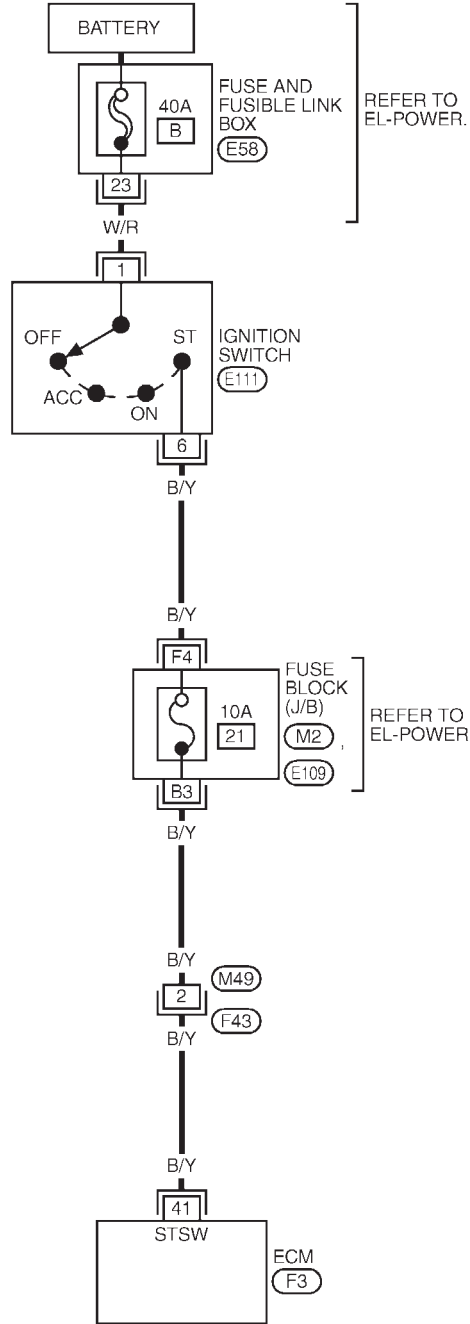 BATTERY
40A
B
FUSE AND
FUSIBLE LINK
BOX
E58
REFER TO
EL-POWER.
23
W/R
1
OFF
ST
ACC
ON
IGNITION
SWITCH
E111
6
B/Y
B/Y
F4
10A
21
FUSE
BLOCK
(J/B)
M2 ,
E109
REFER TO
EL-POWER
B3
B/Y
B/Y
2
M49
F43
B/Y
B/Y
41
STSW
ECM
F3